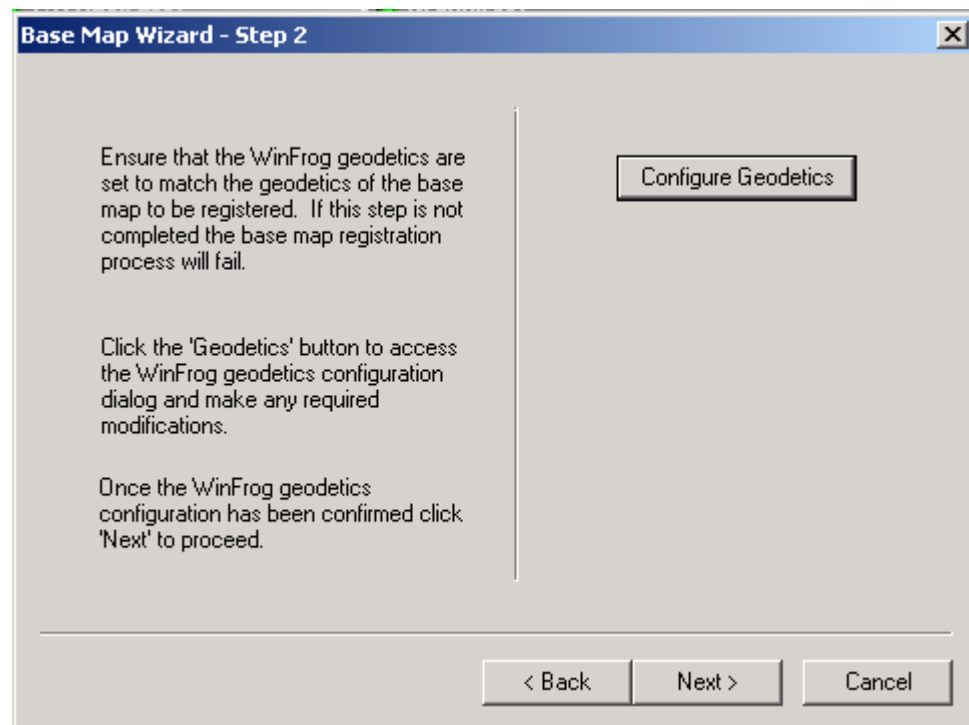 Base Map Wizard - Step 2
Ensure that the WinFrog geodetics are
set to match the geodetics of the base
map to be registered. If this step is not
completed the base map registration
process will fail.
Configure Geodetics
Click the 'Geodetics' button to access
the WinFrog geodetics configuration
dialog and make any required
modifications.
Once the WinFrog geodetics
configuration has been confirmed click
'Next' to proceed.
< Back
Next >
Cancel